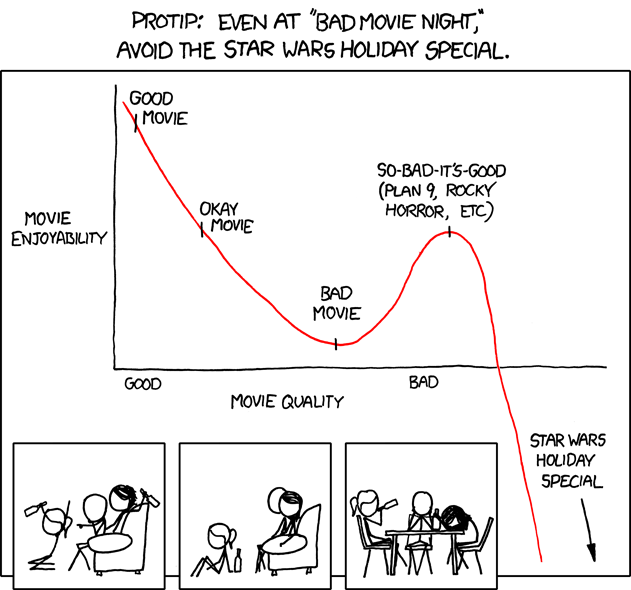 PROTIP: EVEN AT "BAD MOVIE NIGHT,"
AVOID THE STAR WARS HOLIDAY SPECIAL.
GOOD
MOVIE
SO-BAD-IT'S-GOOD
(PLAN 9, ROCKY
HORROR, ETC)
OKAY
MOVIE
MOVIE
ENJOYABILITY
BAD
MOVIE
GOOD
BAD
MOVIE QUALITY
STAR WARS
HOLIDAY
SPECIAL